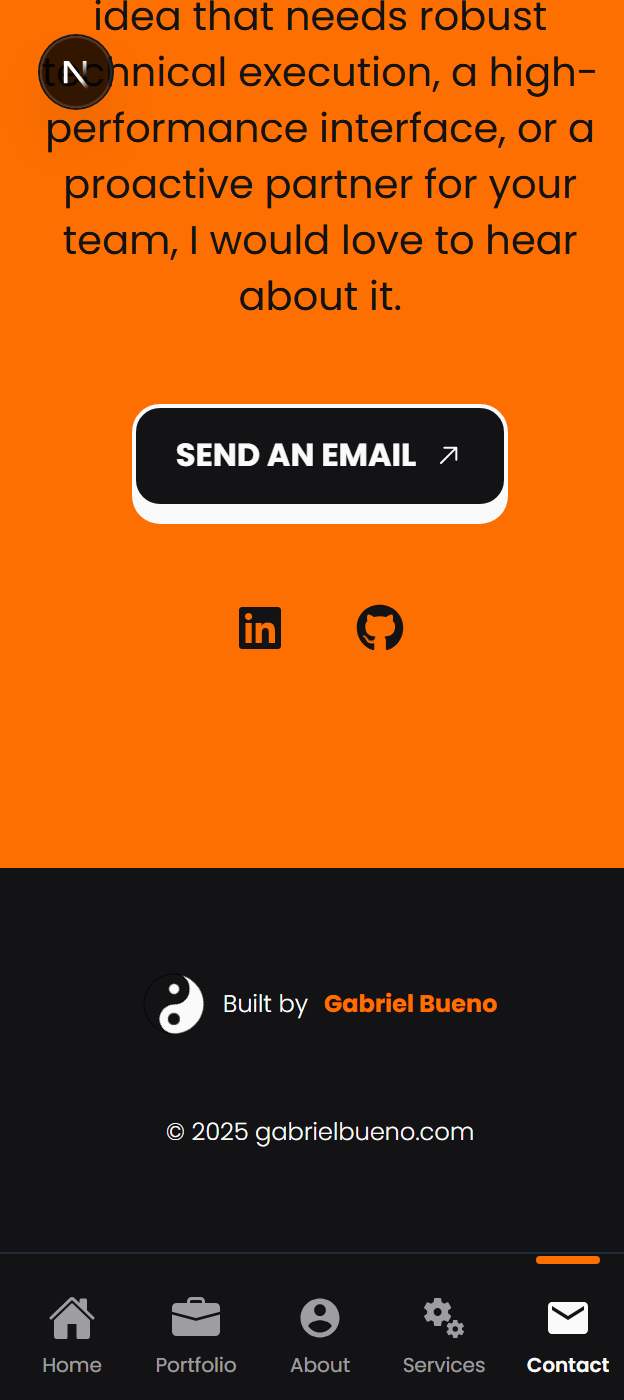 idea that needs robust
technical execution, a high-
performance interface, or a
proactive partner for your
team, I would love to hear
about it.
N
SEND AN EMAIL
in
Built by Gabriel Bueno
© 2025 gabrielbueno.com
Home Portfolio About Services Contact